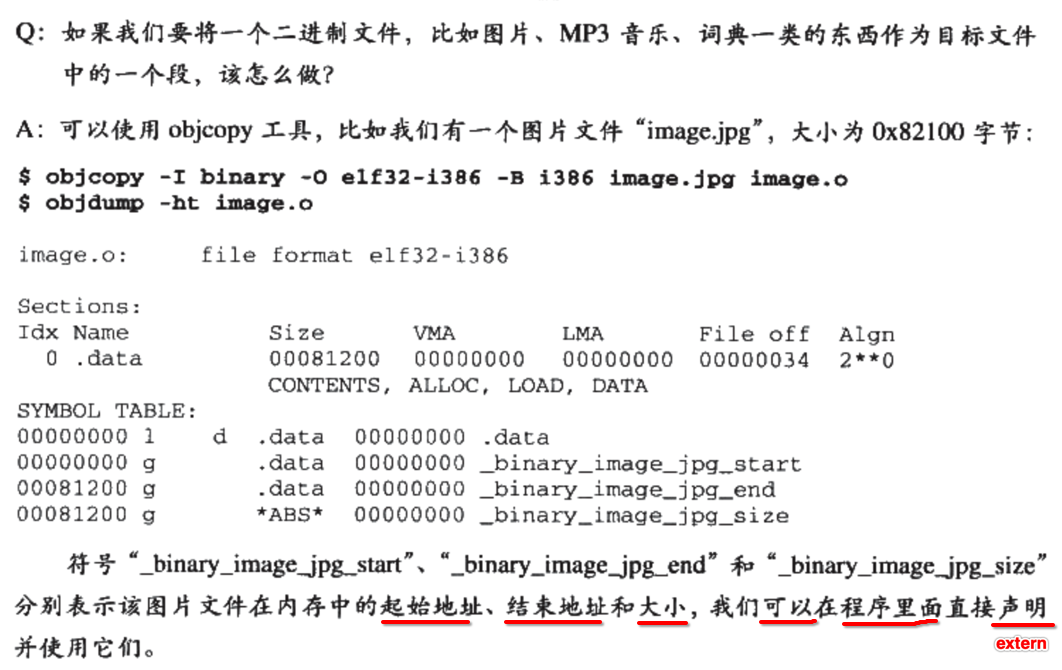 Q: 如果我们要将一个二进制文件，比如图片、MP3 音乐、词典一类的东西作为目标文件
中的一个段，该怎么做？
A: 可以使用 objcopy 工具，比如我们有一个图片文件“image.jpg”，大小为 0x82100 字节：
$ objcopy -I binary -O elf32-i386 -B i386 image.jpg image.o
$ objdump -ht image.o
image.o:     file format elf32-i386
Sections:
Idx Name          Size      VMA       LMA       File off  Algn
  0 .data         00081200  00000000  00000000  00000034  2**0
                  CONTENTS, ALLOC, LOAD, DATA
SYMBOL TABLE:
00000000 l    d  .data  00000000 .data
00000000 g       .data  00000000 _binary_image_jpg_start
00081200 g       .data  00000000 _binary_image_jpg_end
00081200 g       *ABS*  00000000 _binary_image_jpg_size
符号“_binary_image_jpg_start”、“_binary_image_jpg_end”和“_binary_image_jpg_size”
分别表示该图片文件在内存中的起始地址、结束地址和大小，我们可以在程序里面直接声明
extern
并使用它们。